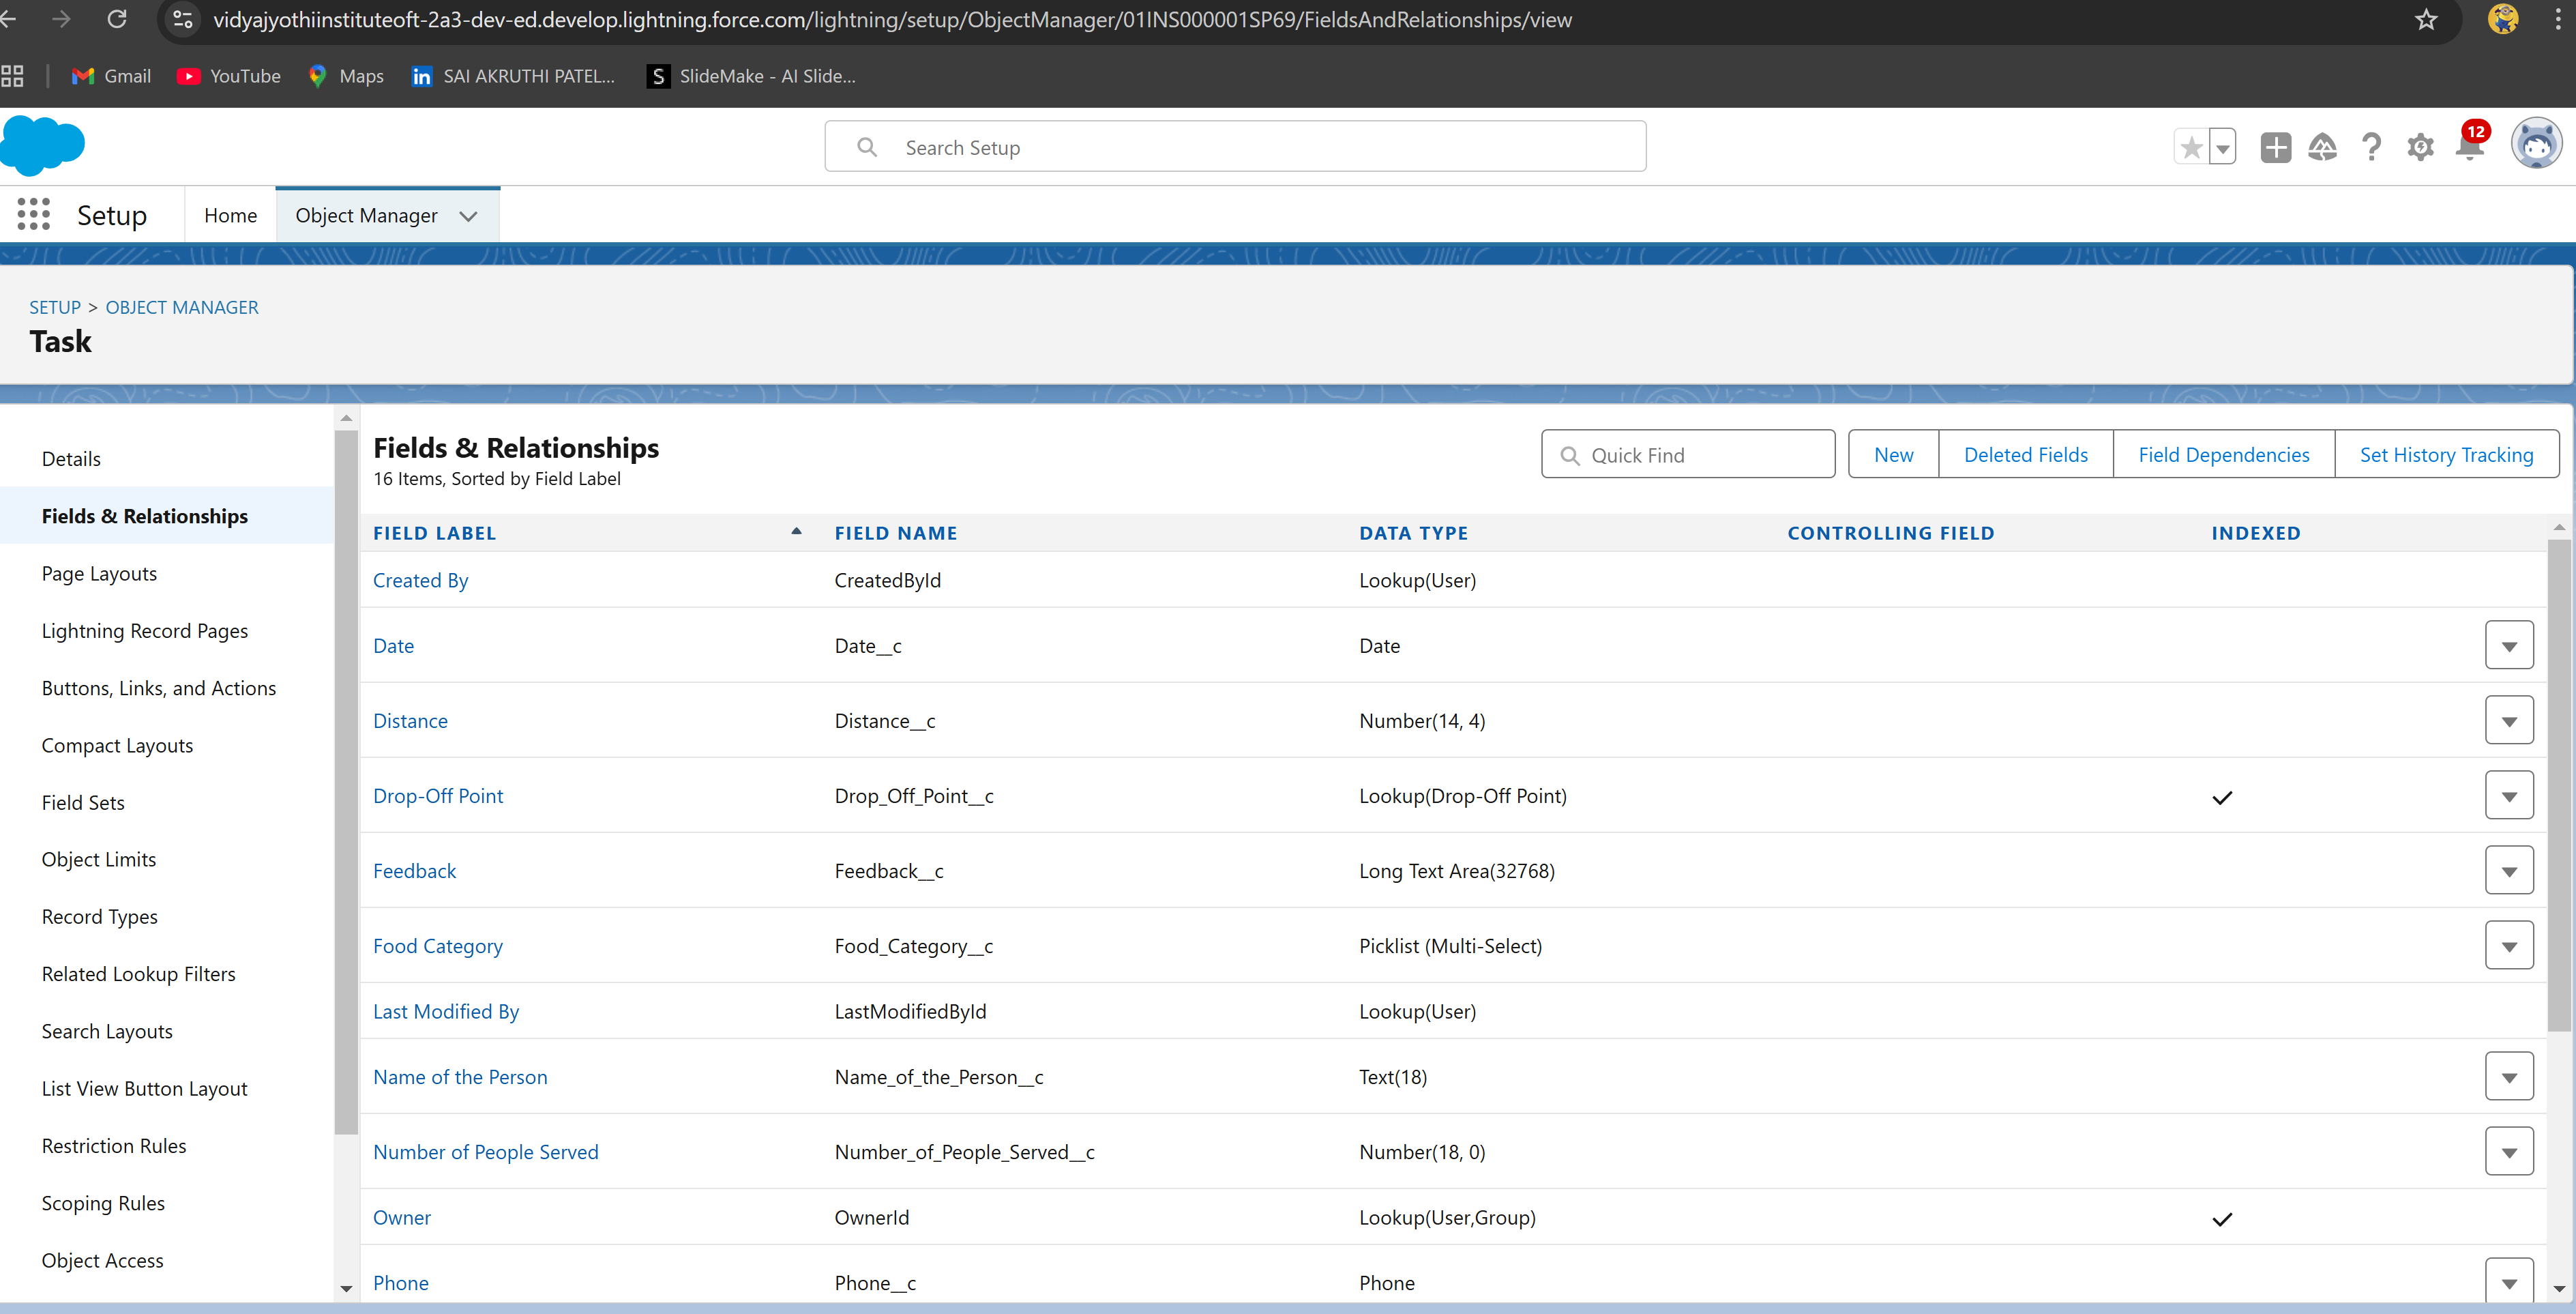 vidyajyothiinstituteoft-2a3-dev-ed.develop.lightning.force.com/lightning/setup/ObjectManager/01INS000001SP69/FieldsAndRelationships/view
Gmail YouTube Maps in SAI AKRUTHI PATEL... S SlideMake - AI Slide...
Search Setup
12
Setup Home Object Manager
SETUP > OBJECT MANAGER
Task
Details
Fields & Relationships
Page Layouts
Lightning Record Pages
Buttons, Links, and Actions
Compact Layouts
Field Sets
Object Limits
Record Types
Related Lookup Filters
Search Layouts
List View Button Layout
Restriction Rules
Scoping Rules
Object Access
Fields & Relationships
16 Items, Sorted by Field Label
Quick Find New Deleted Fields Field Dependencies Set History Tracking
FIELD LABEL FIELD NAME DATA TYPE CONTROLLING FIELD INDEXED
Created By CreatedById Lookup(User)
Date Date__c Date
Distance Distance__c Number(14, 4)
Drop-Off Point Drop_Off_Point__c Lookup(Drop-Off Point)
Feedback Feedback__c Long Text Area(32768)
Food Category Food_Category__c Picklist (Multi-Select)
Last Modified By LastModifiedById Lookup(User)
Name of the Person Name_of_the_Person__c Text(18)
Number of People Served Number_of_People_Served__c Number(18, 0)
Owner OwnerId Lookup(User,Group)
Phone Phone__c Phone